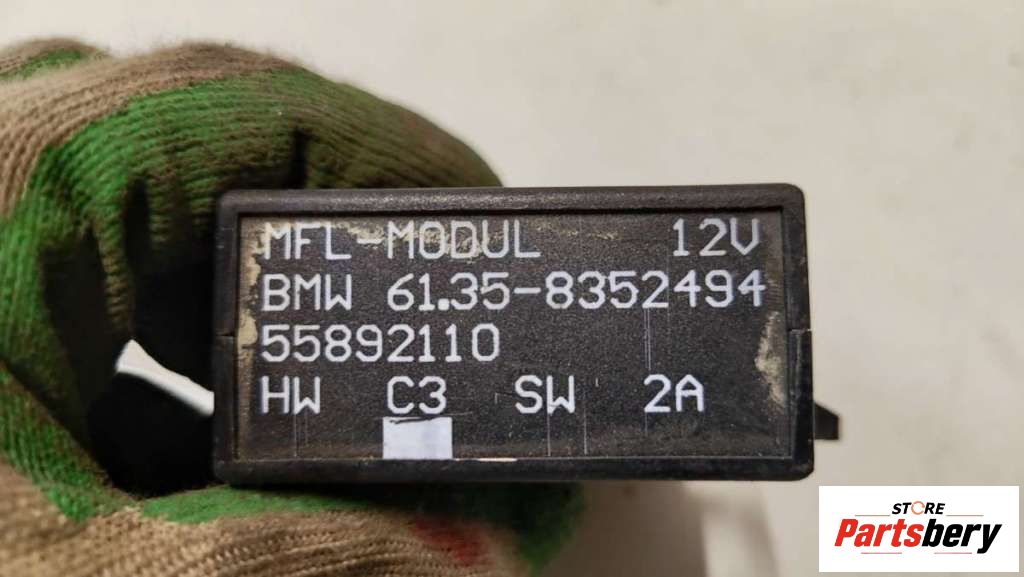 MFL-MODUL 12V
BMW 61.35-8352494
55892110
HW C3 SW 2A
STORE
Partsbery